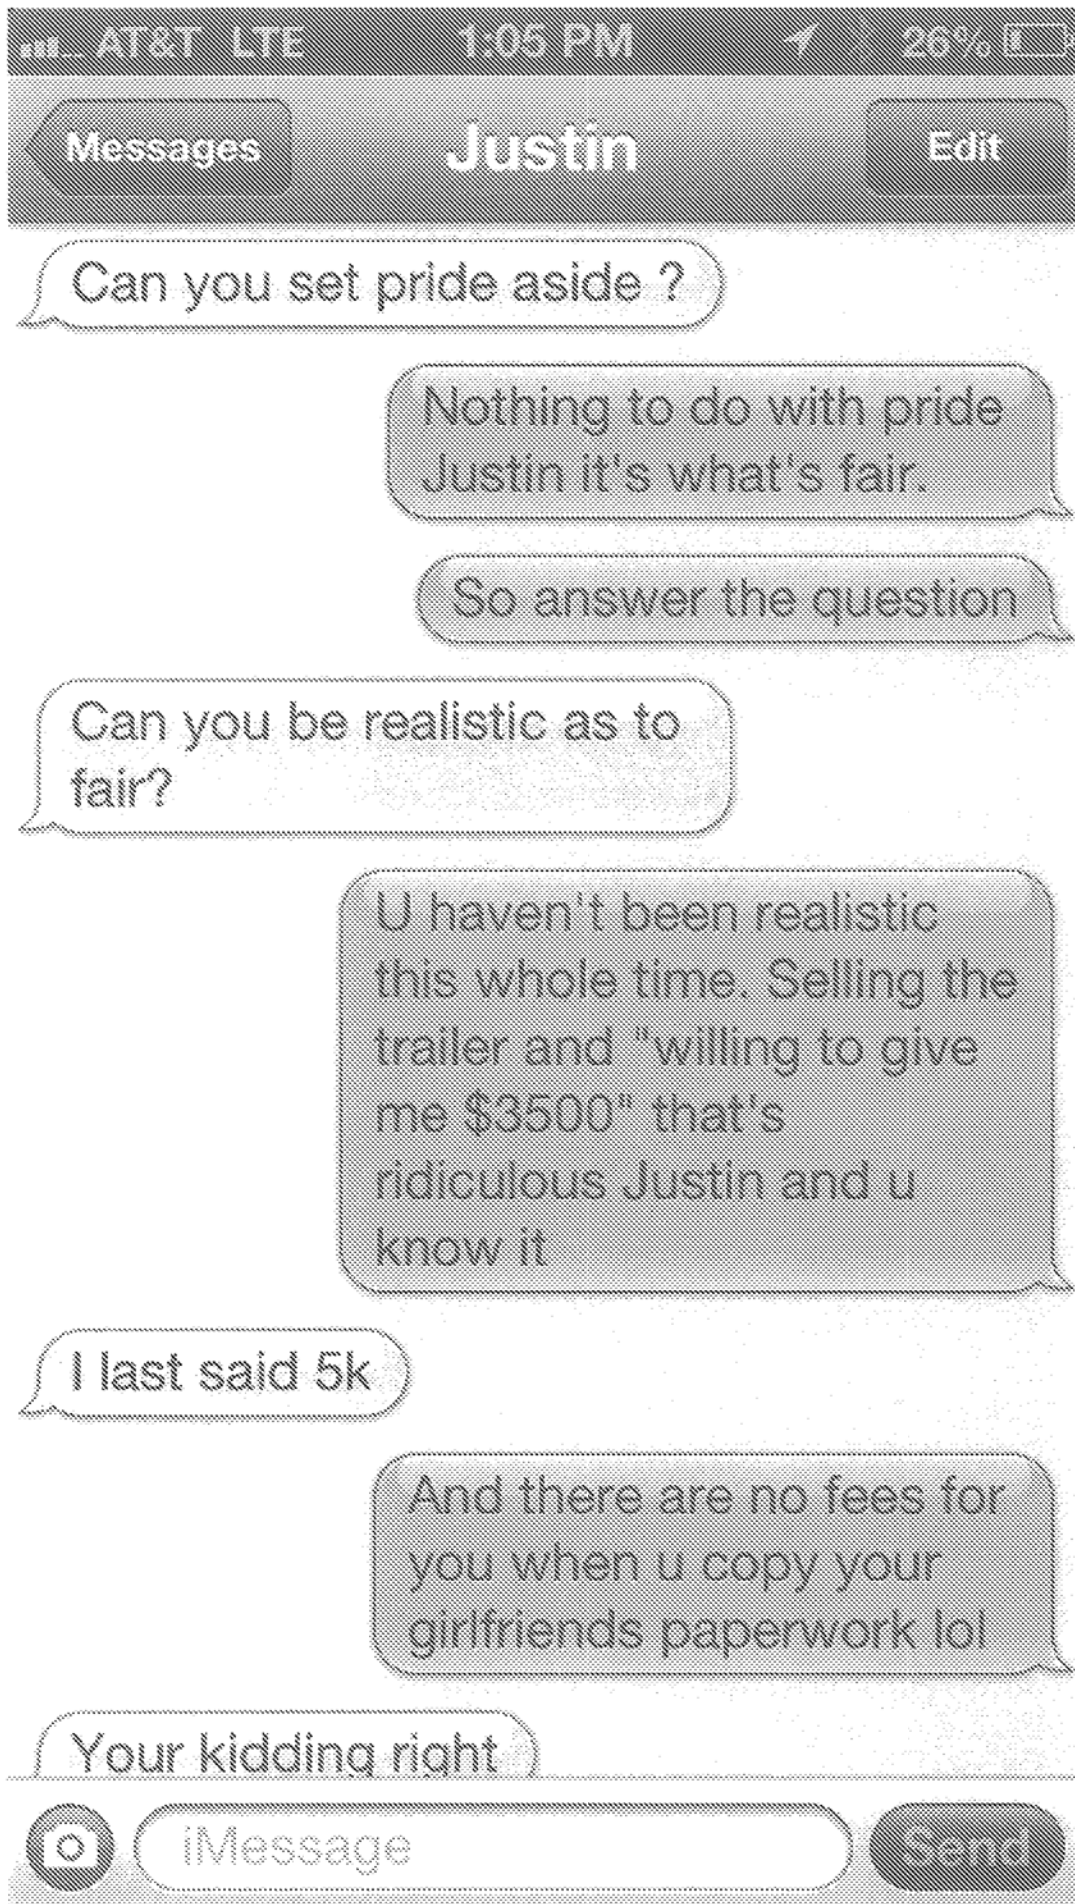 AT&T LTE 1:05 PM 26%
Messages Justin Edit
Can you set pride aside ?
Nothing to do with pride
Justin it's what's fair.
So answer the question
Can you be realistic as to
fair?
U haven't been realistic
this whole time. Selling the
trailer and "willing to give
me $3500" that's
ridiculous Justin and u
know it
I last said 5k
And there are no fees for
you when u copy your
girlfriends paperwork lol
Your kidding right
iMessage Send